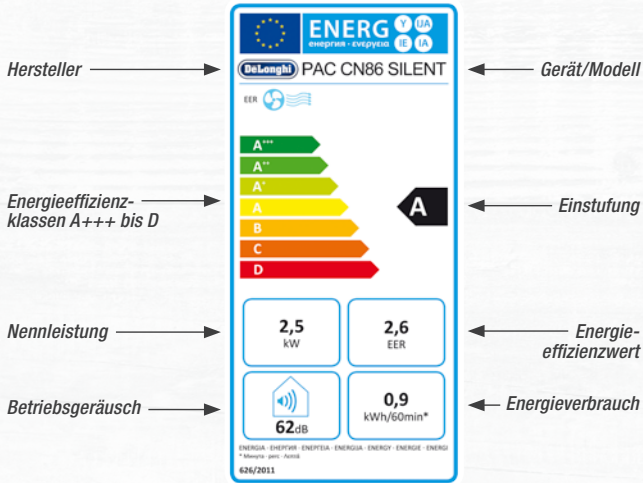 ENERG Y IJA
енергия · ενεργεια IE IA
Hersteller
DeLonghi PAC CN86 SILENT
Gerät/Modell
EER
A+++
A++
A+
A
B
C
D
Energieeffizienz-
klassen A+++ bis D
A
Einstufung
Nennleistung
2,5
kW
2,6
EER
Energie-
effizienzwert
Betriebsgeräusch
62dB
0,9
kWh/60min*
Energieverbrauch
ENERGIA · ЕНЕРГИЯ · ΕΝΕΡΓΕΙΑ · ENERGIJA · ENERGY · ENERGIE · ENERGI
626/2011